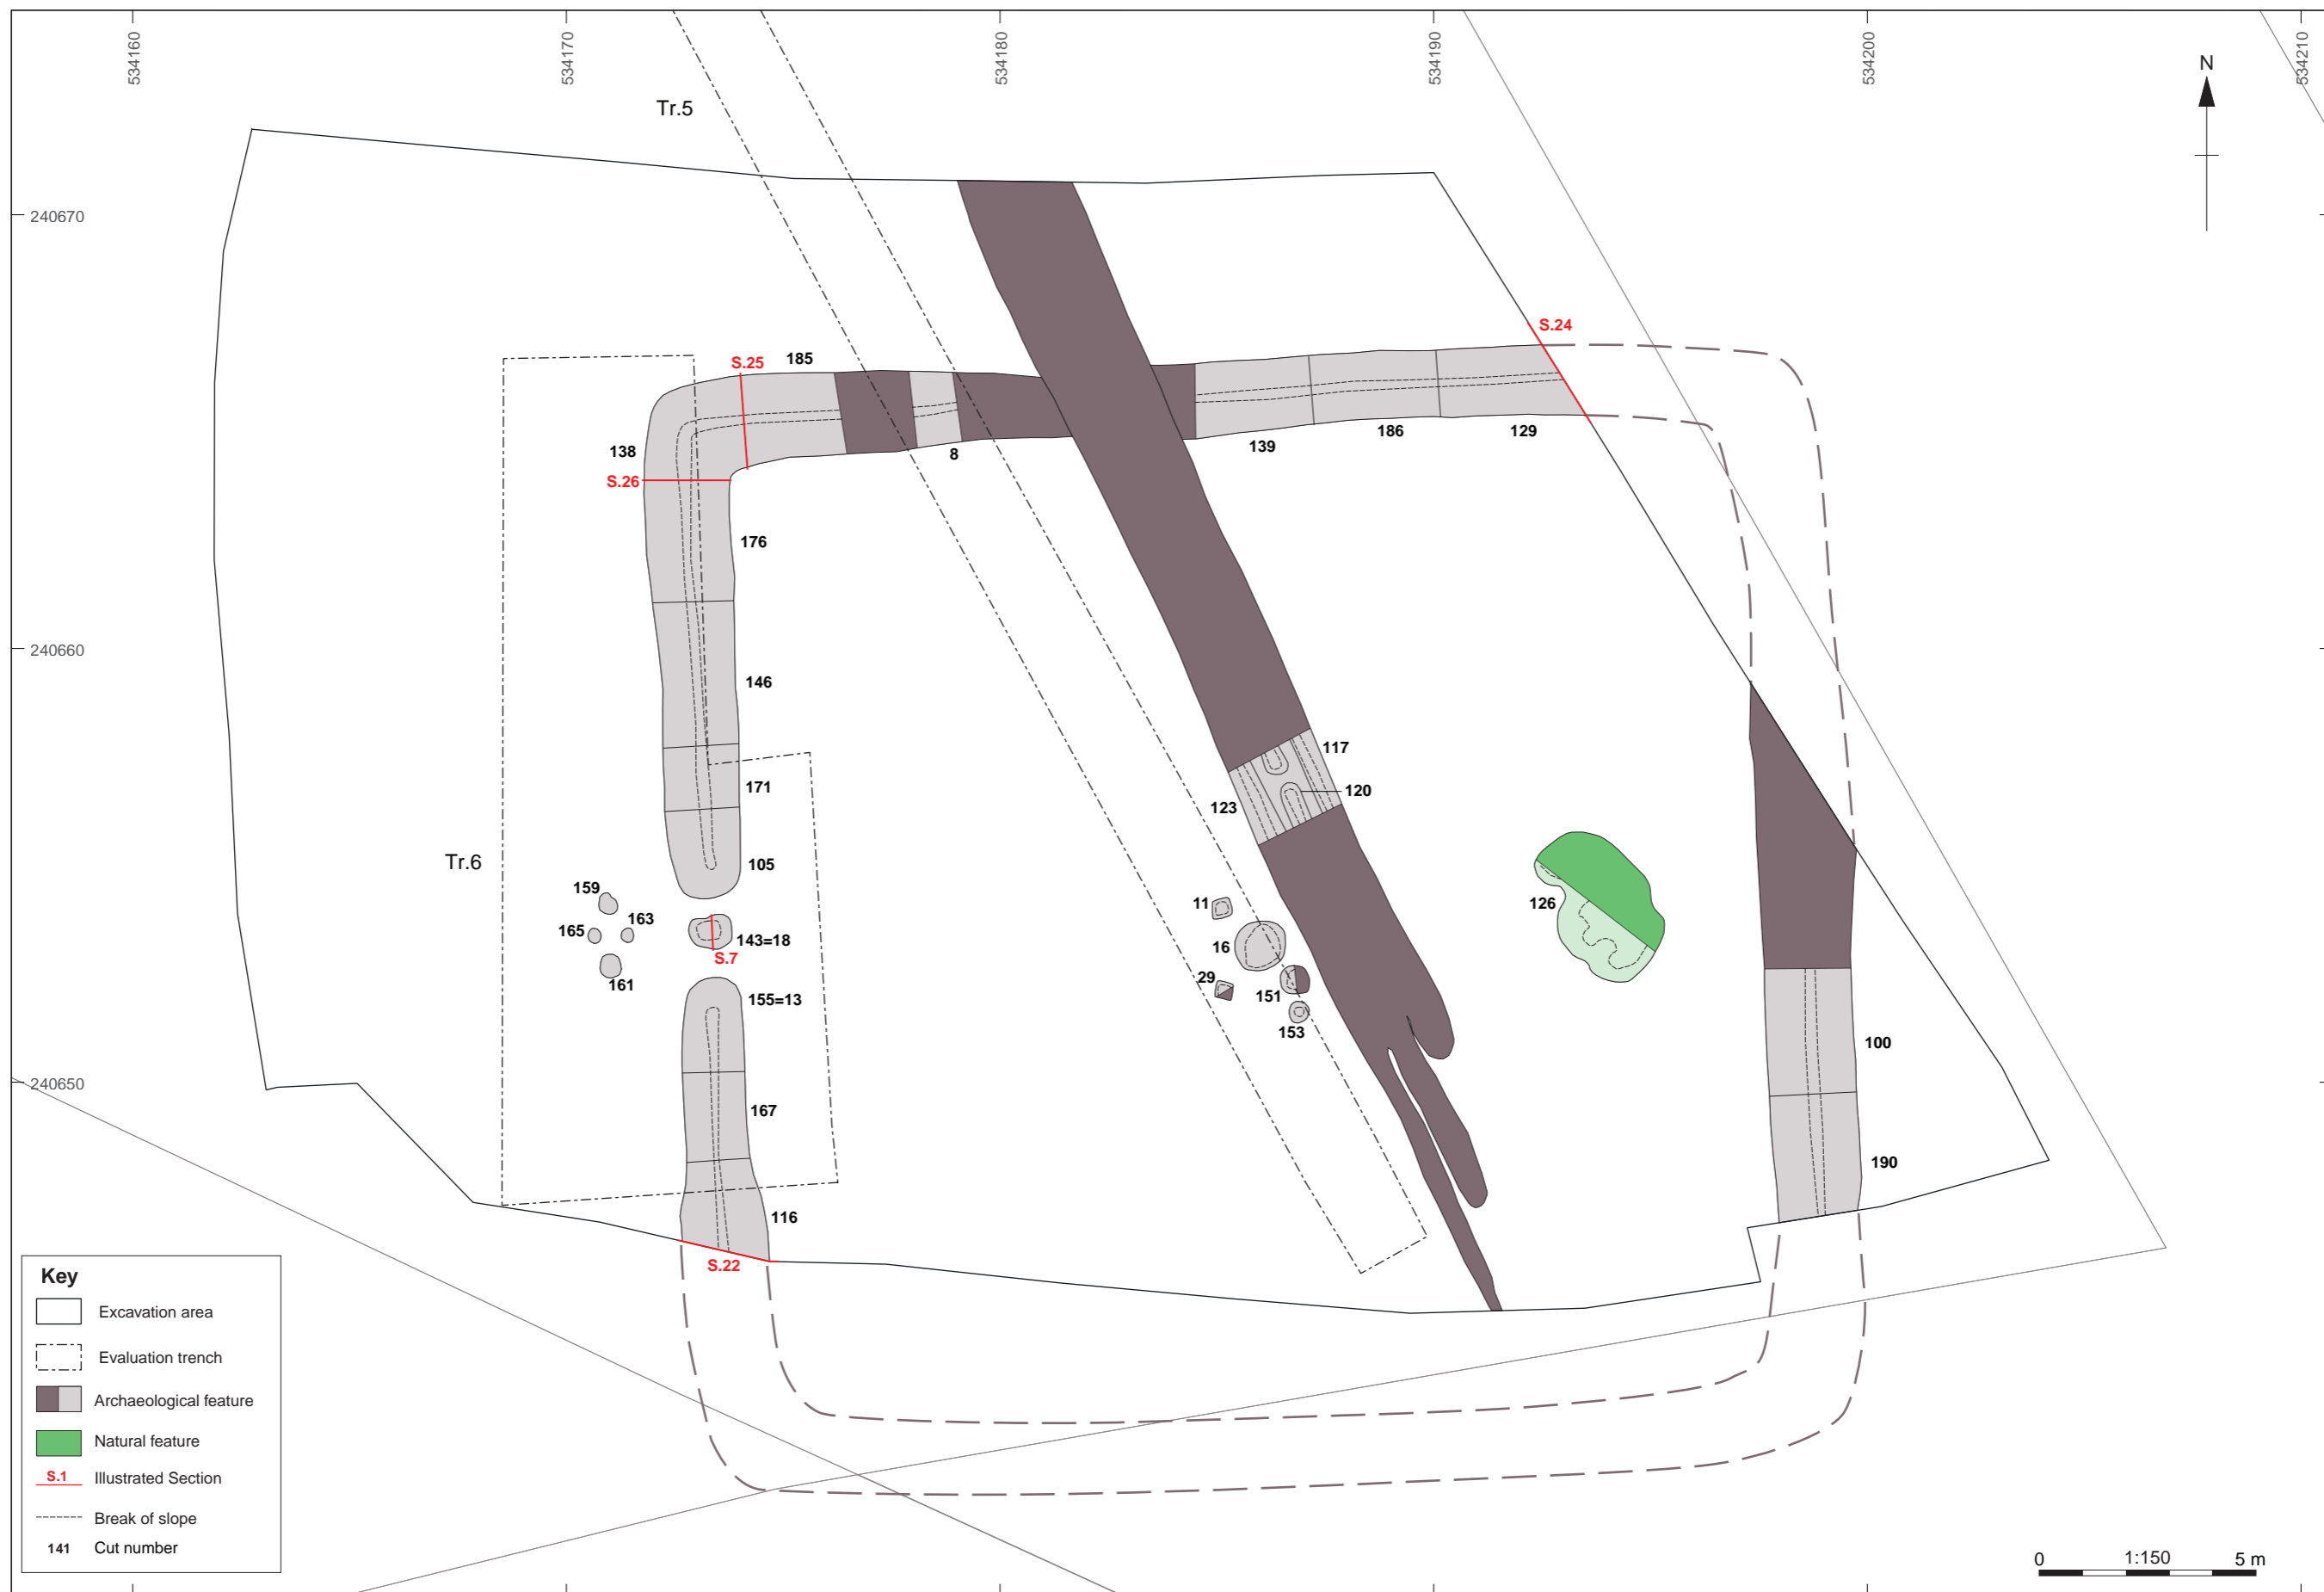 534160
534170
534180
534190
534200
534210
N
Tr.5
240670
S.24
S.25
185
138
8
139
186
129
S.26
176
240660
146
117
171
120
123
Tr.6
105
159
11
126
165
163
143=18
16
S.7
161
29
151
155=13
153
100
240650
167
190
116
S.22
Key
Excavation area
Evaluation trench
Archaeological feature
Natural feature
S.1 Illustrated Section
Break of slope
141 Cut number
0 1:150 5 m